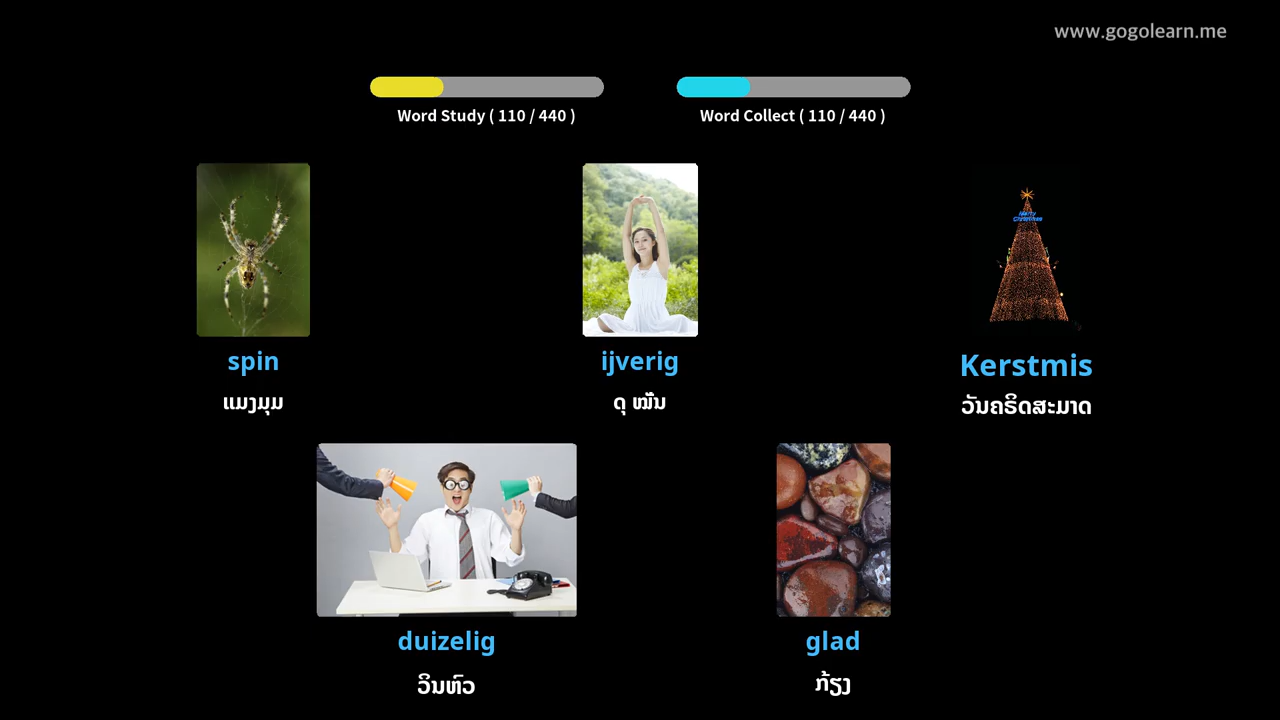 www.gogolearn.me
Word Study ( 110 / 440 )
Word Collect ( 110 / 440 )
Merry
Christmas
spin
ijverig
Kerstmis
ແມງມຸມ
ດຸ ໝັ່ນ
ວັນຄຣິດສະມາດ
duizelig
glad
ວິນຫົວ
ກ້ຽງ